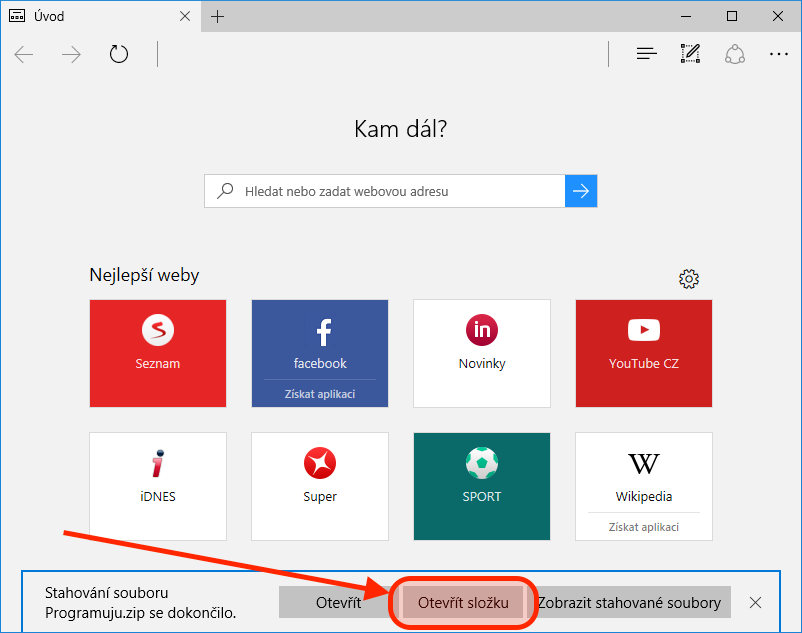 Úvod
Kam dál?
Hledat nebo zadat webovou adresu
Nejlepší weby
S
Seznam
f
facebook
Získat aplikaci
in
Novinky
YouTube CZ
i
iDNES
Super
SPORT
W
Wikipedia
Získat aplikaci
Stahování souboru
Programuju.zip se dokončilo.
Otevřít
Otevřít složku
Zobrazit stahované soubory